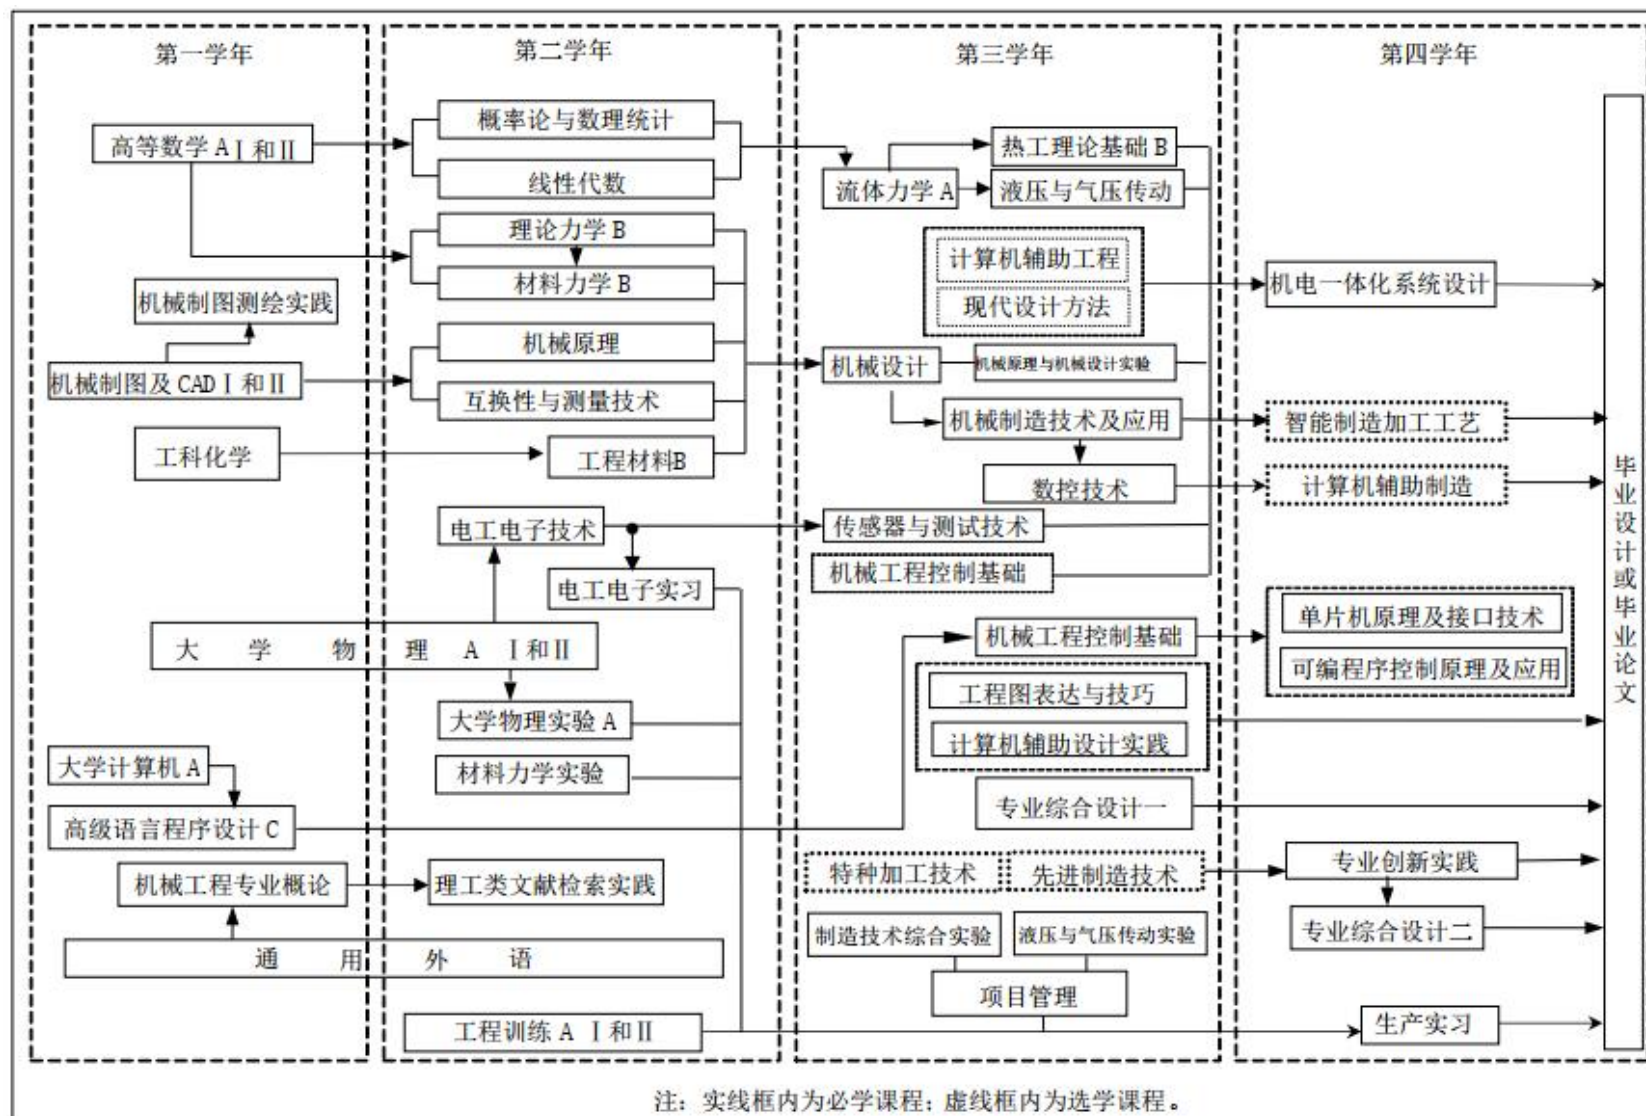 第一学年
第二学年
第三学年
第四学年
高等数学 A I 和 II
机械制图测绘实践
机械制图及 CAD I 和 II
工科化学
大学物理 A I 和 II
大学计算机 A
高级语言程序设计 C
机械工程专业概论
通用外语
概率论与数理统计
线性代数
理论力学 B
材料力学 B
机械原理
互换性与测量技术
工程材料B
电工电子技术
电工电子实习
大学物理实验 A
材料力学实验
理工类文献检索实践
工程训练 A I 和 II
热工理论基础 B
流体力学 A
液压与气压传动
计算机辅助工程
现代设计方法
机械设计
机械原理与机械设计实验
机械制造技术及应用
数控技术
传感器与测试技术
机械工程控制基础
机械工程控制基础
工程图表达与技巧
计算机辅助设计实践
专业综合设计一
特种加工技术
先进制造技术
制造技术综合实验
液压与气压传动实验
项目管理
机电一体化系统设计
智能制造加工工艺
计算机辅助制造
单片机原理及接口技术
可编程序控制原理及应用
专业创新实践
专业综合设计二
生产实习
毕业设计或毕业论文
注：实线框内为必学课程；虚线框内为选学课程。